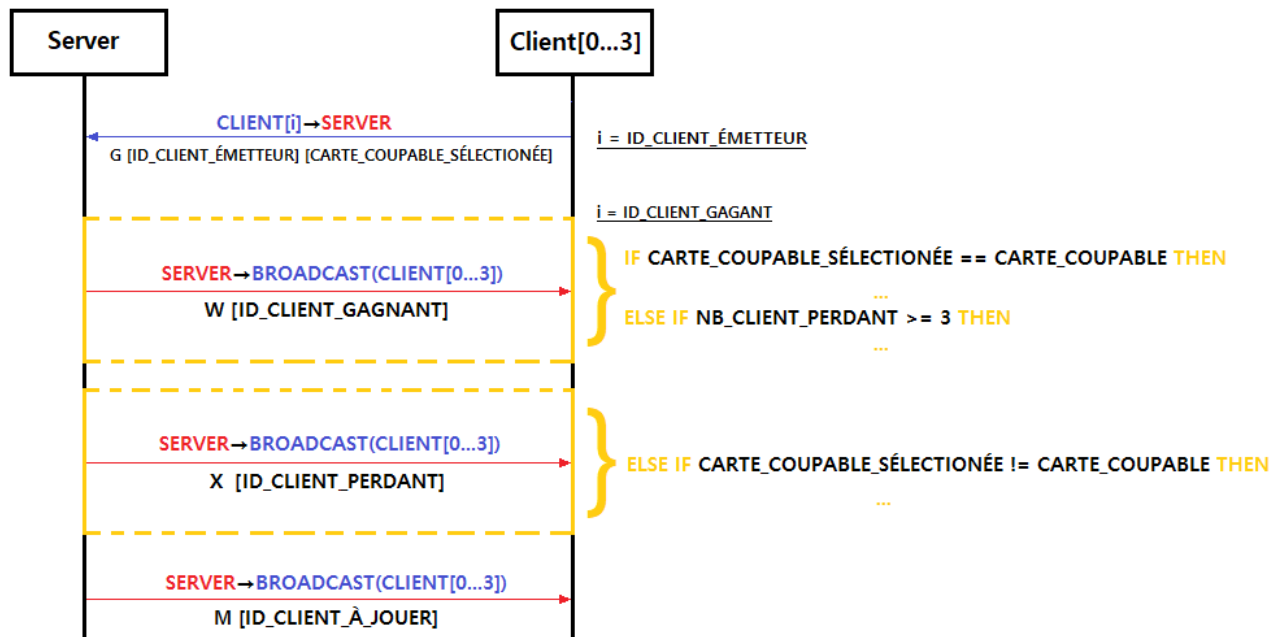 Server
Client[0...3]
CLIENT[i]→SERVER
G [ID_CLIENT_ÉMETTEUR] [CARTE_COUPABLE_SÉLECTIONÉE]
i = ID_CLIENT_ÉMETTEUR
i = ID_CLIENT_GAGANT
SERVER→BROADCAST(CLIENT[0...3])
W [ID_CLIENT_GAGNANT]
IF CARTE_COUPABLE_SÉLECTIONÉE == CARTE_COUPABLE THEN
...
ELSE IF NB_CLIENT_PERDANT >= 3 THEN
...
SERVER→BROADCAST(CLIENT[0...3])
X [ID_CLIENT_PERDANT]
ELSE IF CARTE_COUPABLE_SÉLECTIONÉE != CARTE_COUPABLE THEN
...
SERVER→BROADCAST(CLIENT[0...3])
M [ID_CLIENT_À_JOUER]